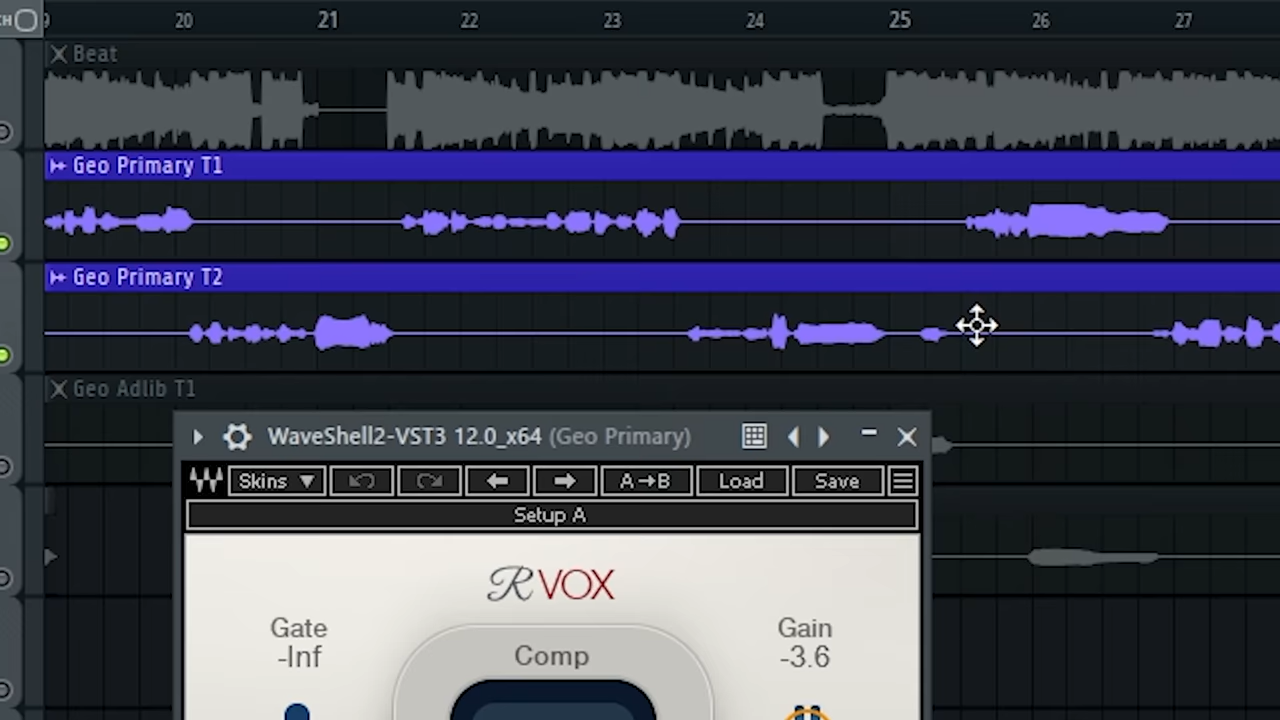 CH 20 21 22 23 24 25 26 27
Beat
Geo Primary T1
Geo Primary T2
Geo Adlib T1
WaveShell2-VST3 12.0_x64 (Geo Primary)
Skins A→B Load Save
Setup A
RVOX
Gate Comp Gain
-Inf -3.6